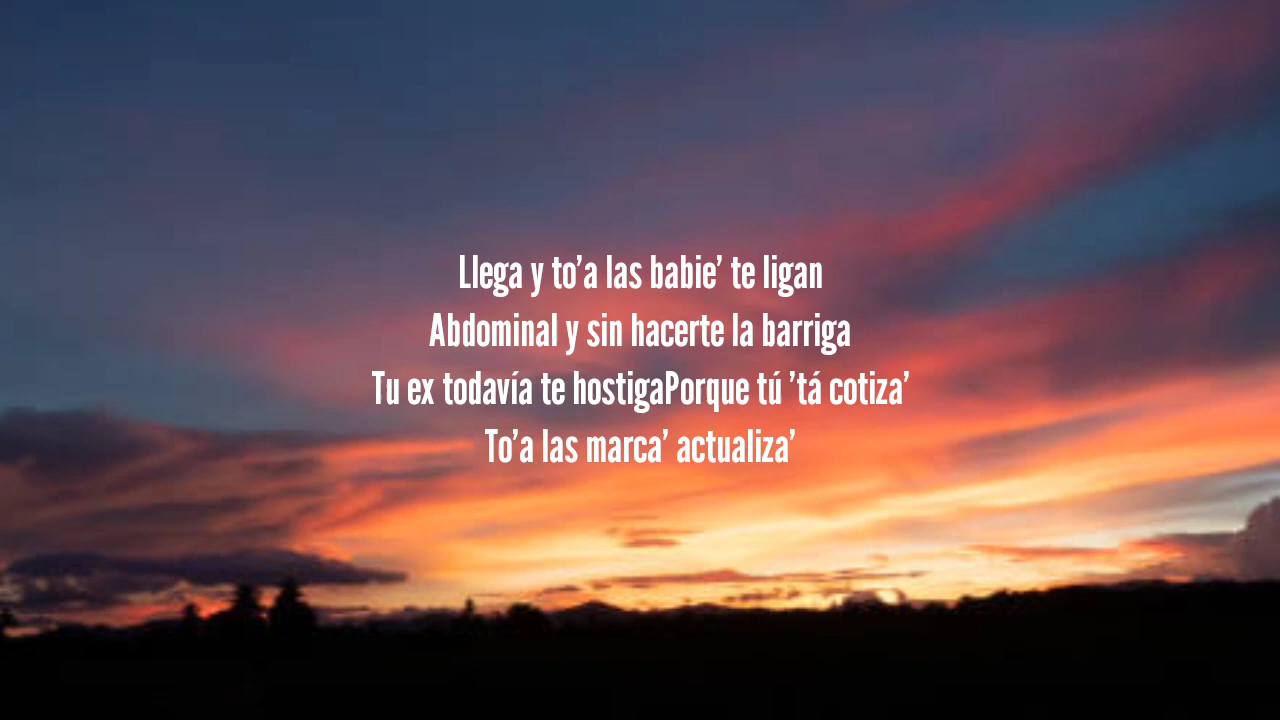 Llega y to’a las babie’ te ligan
Abdominal y sin hacerte la barriga
Tu ex todavía te hostigaPorque tú ’tá cotiza’
To’a las marca’ actualiza’